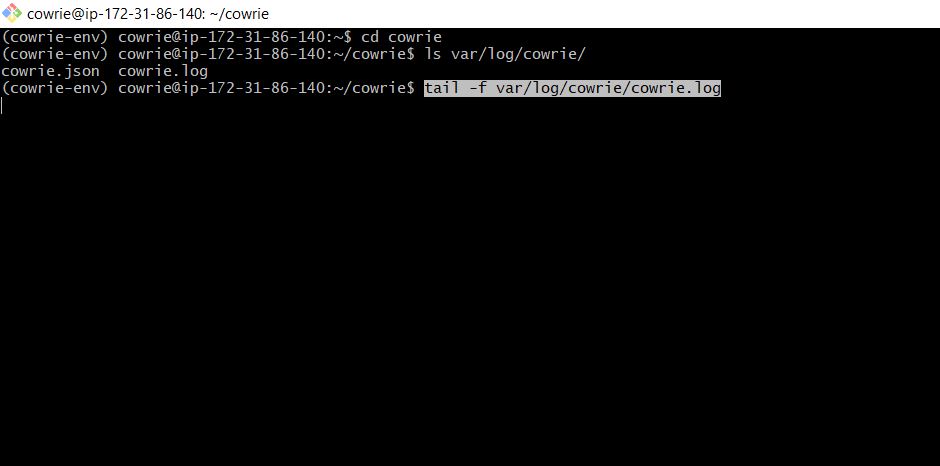 cowrie@ip-172-31-86-140: ~/cowrie
(cowrie-env) cowrie@ip-172-31-86-140:~$ cd cowrie
(cowrie-env) cowrie@ip-172-31-86-140:~/cowrie$ ls var/log/cowrie/
cowrie.json  cowrie.log
(cowrie-env) cowrie@ip-172-31-86-140:~/cowrie$ tail -f var/log/cowrie/cowrie.log